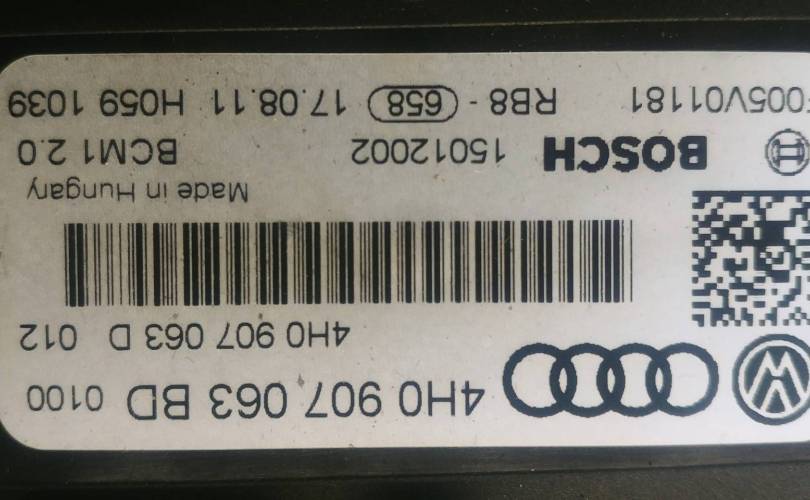 4H0 907 063 BD 0100
4H0 907 063 D 012
Made in Hungary
BOSCH 15012002 BCM1 2.0
005V01181 RB8 - 658 17.08.11 H059 1039